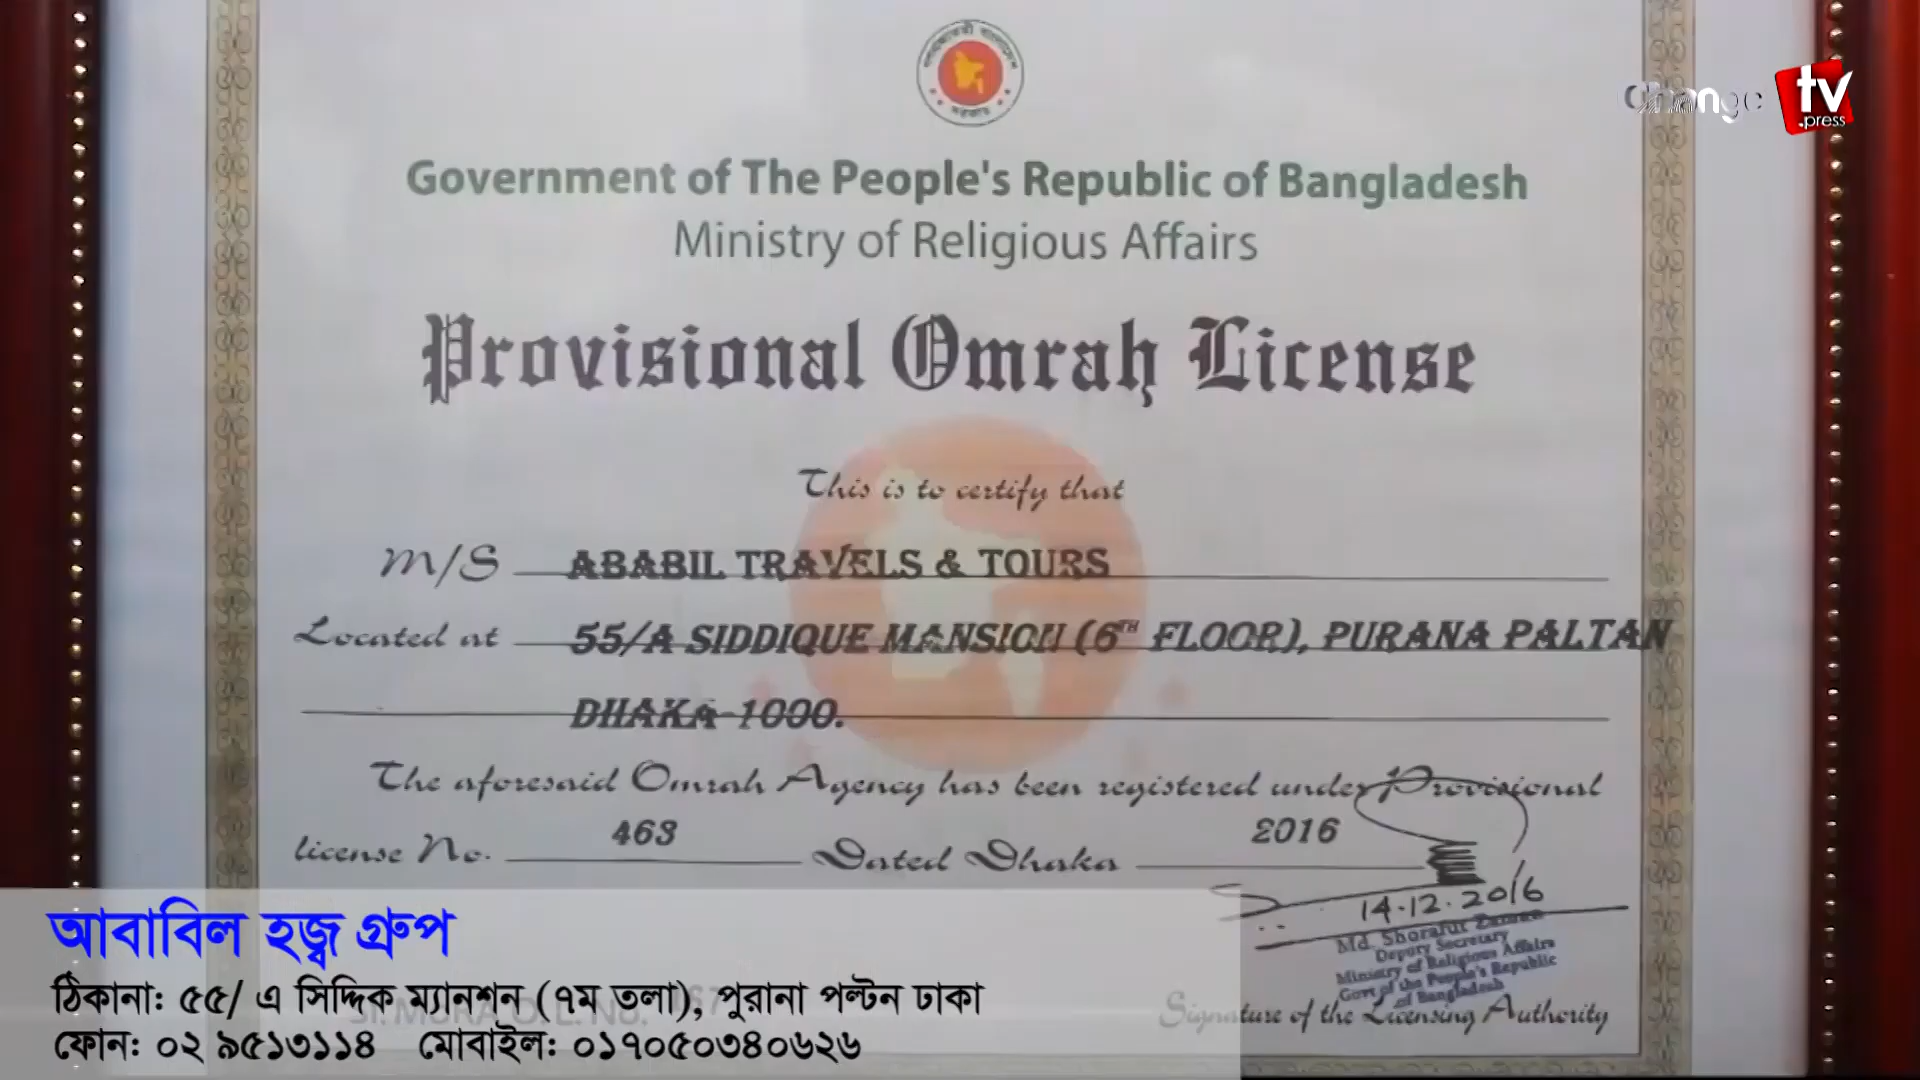 Change tv
.press
Government of The People's Republic of Bangladesh
Ministry of Religious Affairs
Provisional Omrah License
This is to certify that
M/S ABABIL TRAVELS & TOURS
Located at 55/A SIDDIQUE MANSION (6TH FLOOR), PURANA PALTAN
DHAKA-1000.
The aforesaid Omrah Agency has been registered under Provisional
license No. 463 Dated Dhaka 2016
14.12.2016
Md. Shoraful
Deputy Secretary
Ministry of Religious Affairs
Govt of the People's Republic
of Bangladesh
Signature of the Licensing Authority
আবাবিল হজ্ব গ্রুপ
ঠিকানা: ৫৫/ এ সিদ্দিক ম্যানশন (৭ম তলা), পুরানা পল্টন ঢাকা
ফোন: ০২ ৯৫১৩১১৪ মোবাইল: ০১৭০৫০৩৪০৬২৬